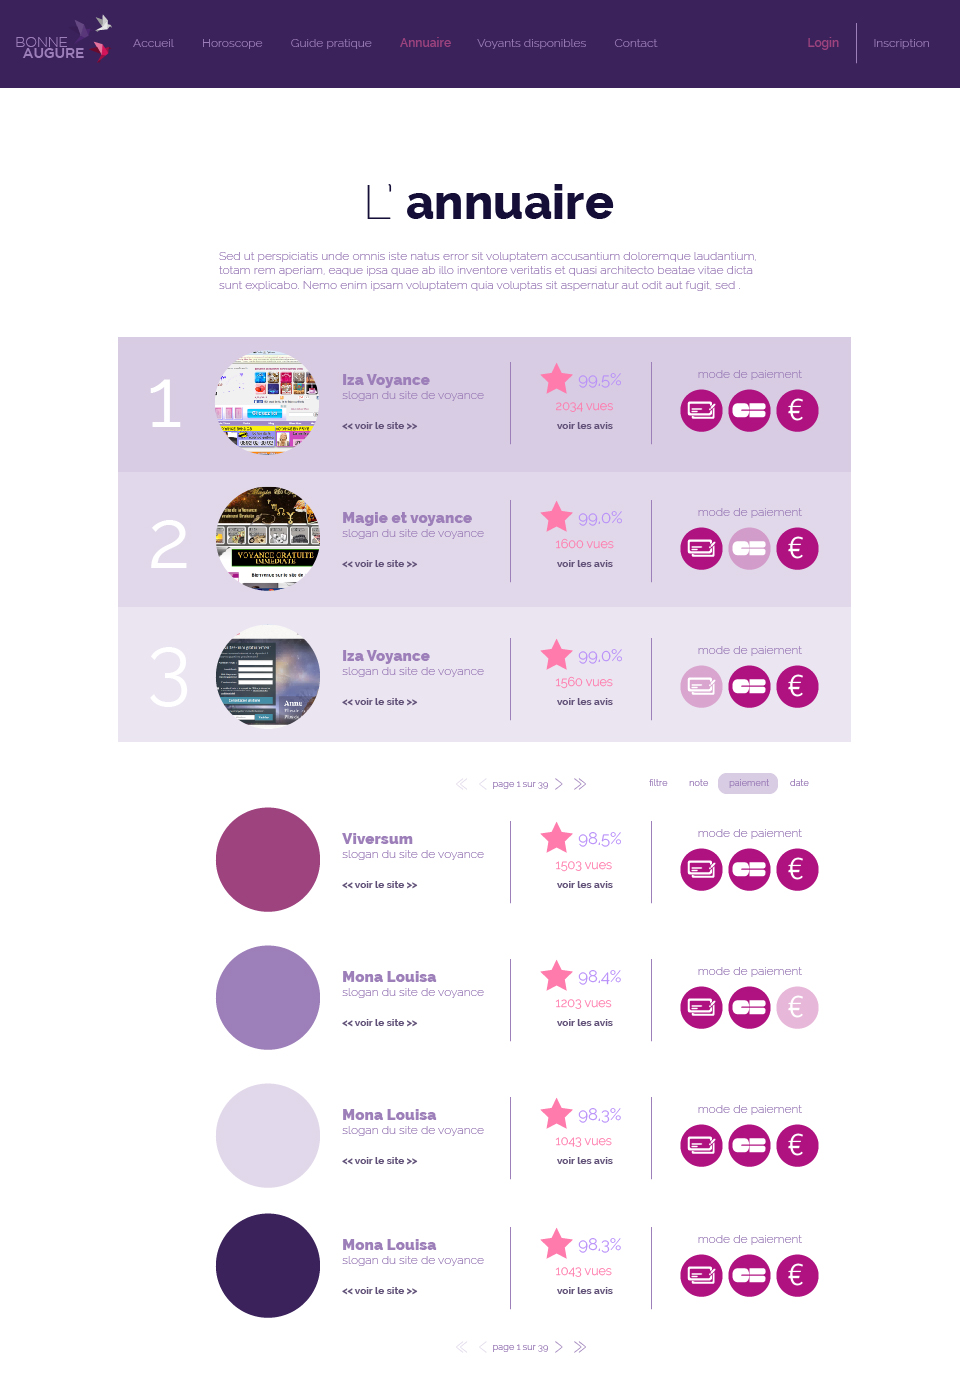 BONNE
AUGURE
Accueil Horoscope Guide pratique Annuaire Voyants disponibles Contact Login Inscription
L' annuaire
Sed ut perspiciatis unde omnis iste natus error sit voluptatem accusantium doloremque laudantium,
totam rem aperiam, eaque ipsa quae ab illo inventore veritatis et quasi architecto beatae vitae dicta
sunt explicabo. Nemo enim ipsam voluptatem quia voluptas sit aspernatur aut odit aut fugit, sed .
1
Iza Voyance
slogan du site de voyance
<< voir le site >>
99,5%
2034 vues
voir les avis
mode de paiement
€
2
VOYANCE GRATUITE
IMMEDIATE
Magie et voyance
slogan du site de voyance
<< voir le site >>
99,0%
1600 vues
voir les avis
mode de paiement
€
3
Anne
Iza Voyance
slogan du site de voyance
<< voir le site >>
99,0%
1560 vues
voir les avis
mode de paiement
€
page 1 sur 39
filtre note paiement date
Viversum
slogan du site de voyance
<< voir le site >>
98,5%
1503 vues
voir les avis
mode de paiement
€
Mona Louisa
slogan du site de voyance
<< voir le site >>
98,4%
1203 vues
voir les avis
mode de paiement
€
Mona Louisa
slogan du site de voyance
<< voir le site >>
98,3%
1043 vues
voir les avis
mode de paiement
€
Mona Louisa
slogan du site de voyance
<< voir le site >>
98,3%
1043 vues
voir les avis
mode de paiement
€
page 1 sur 39